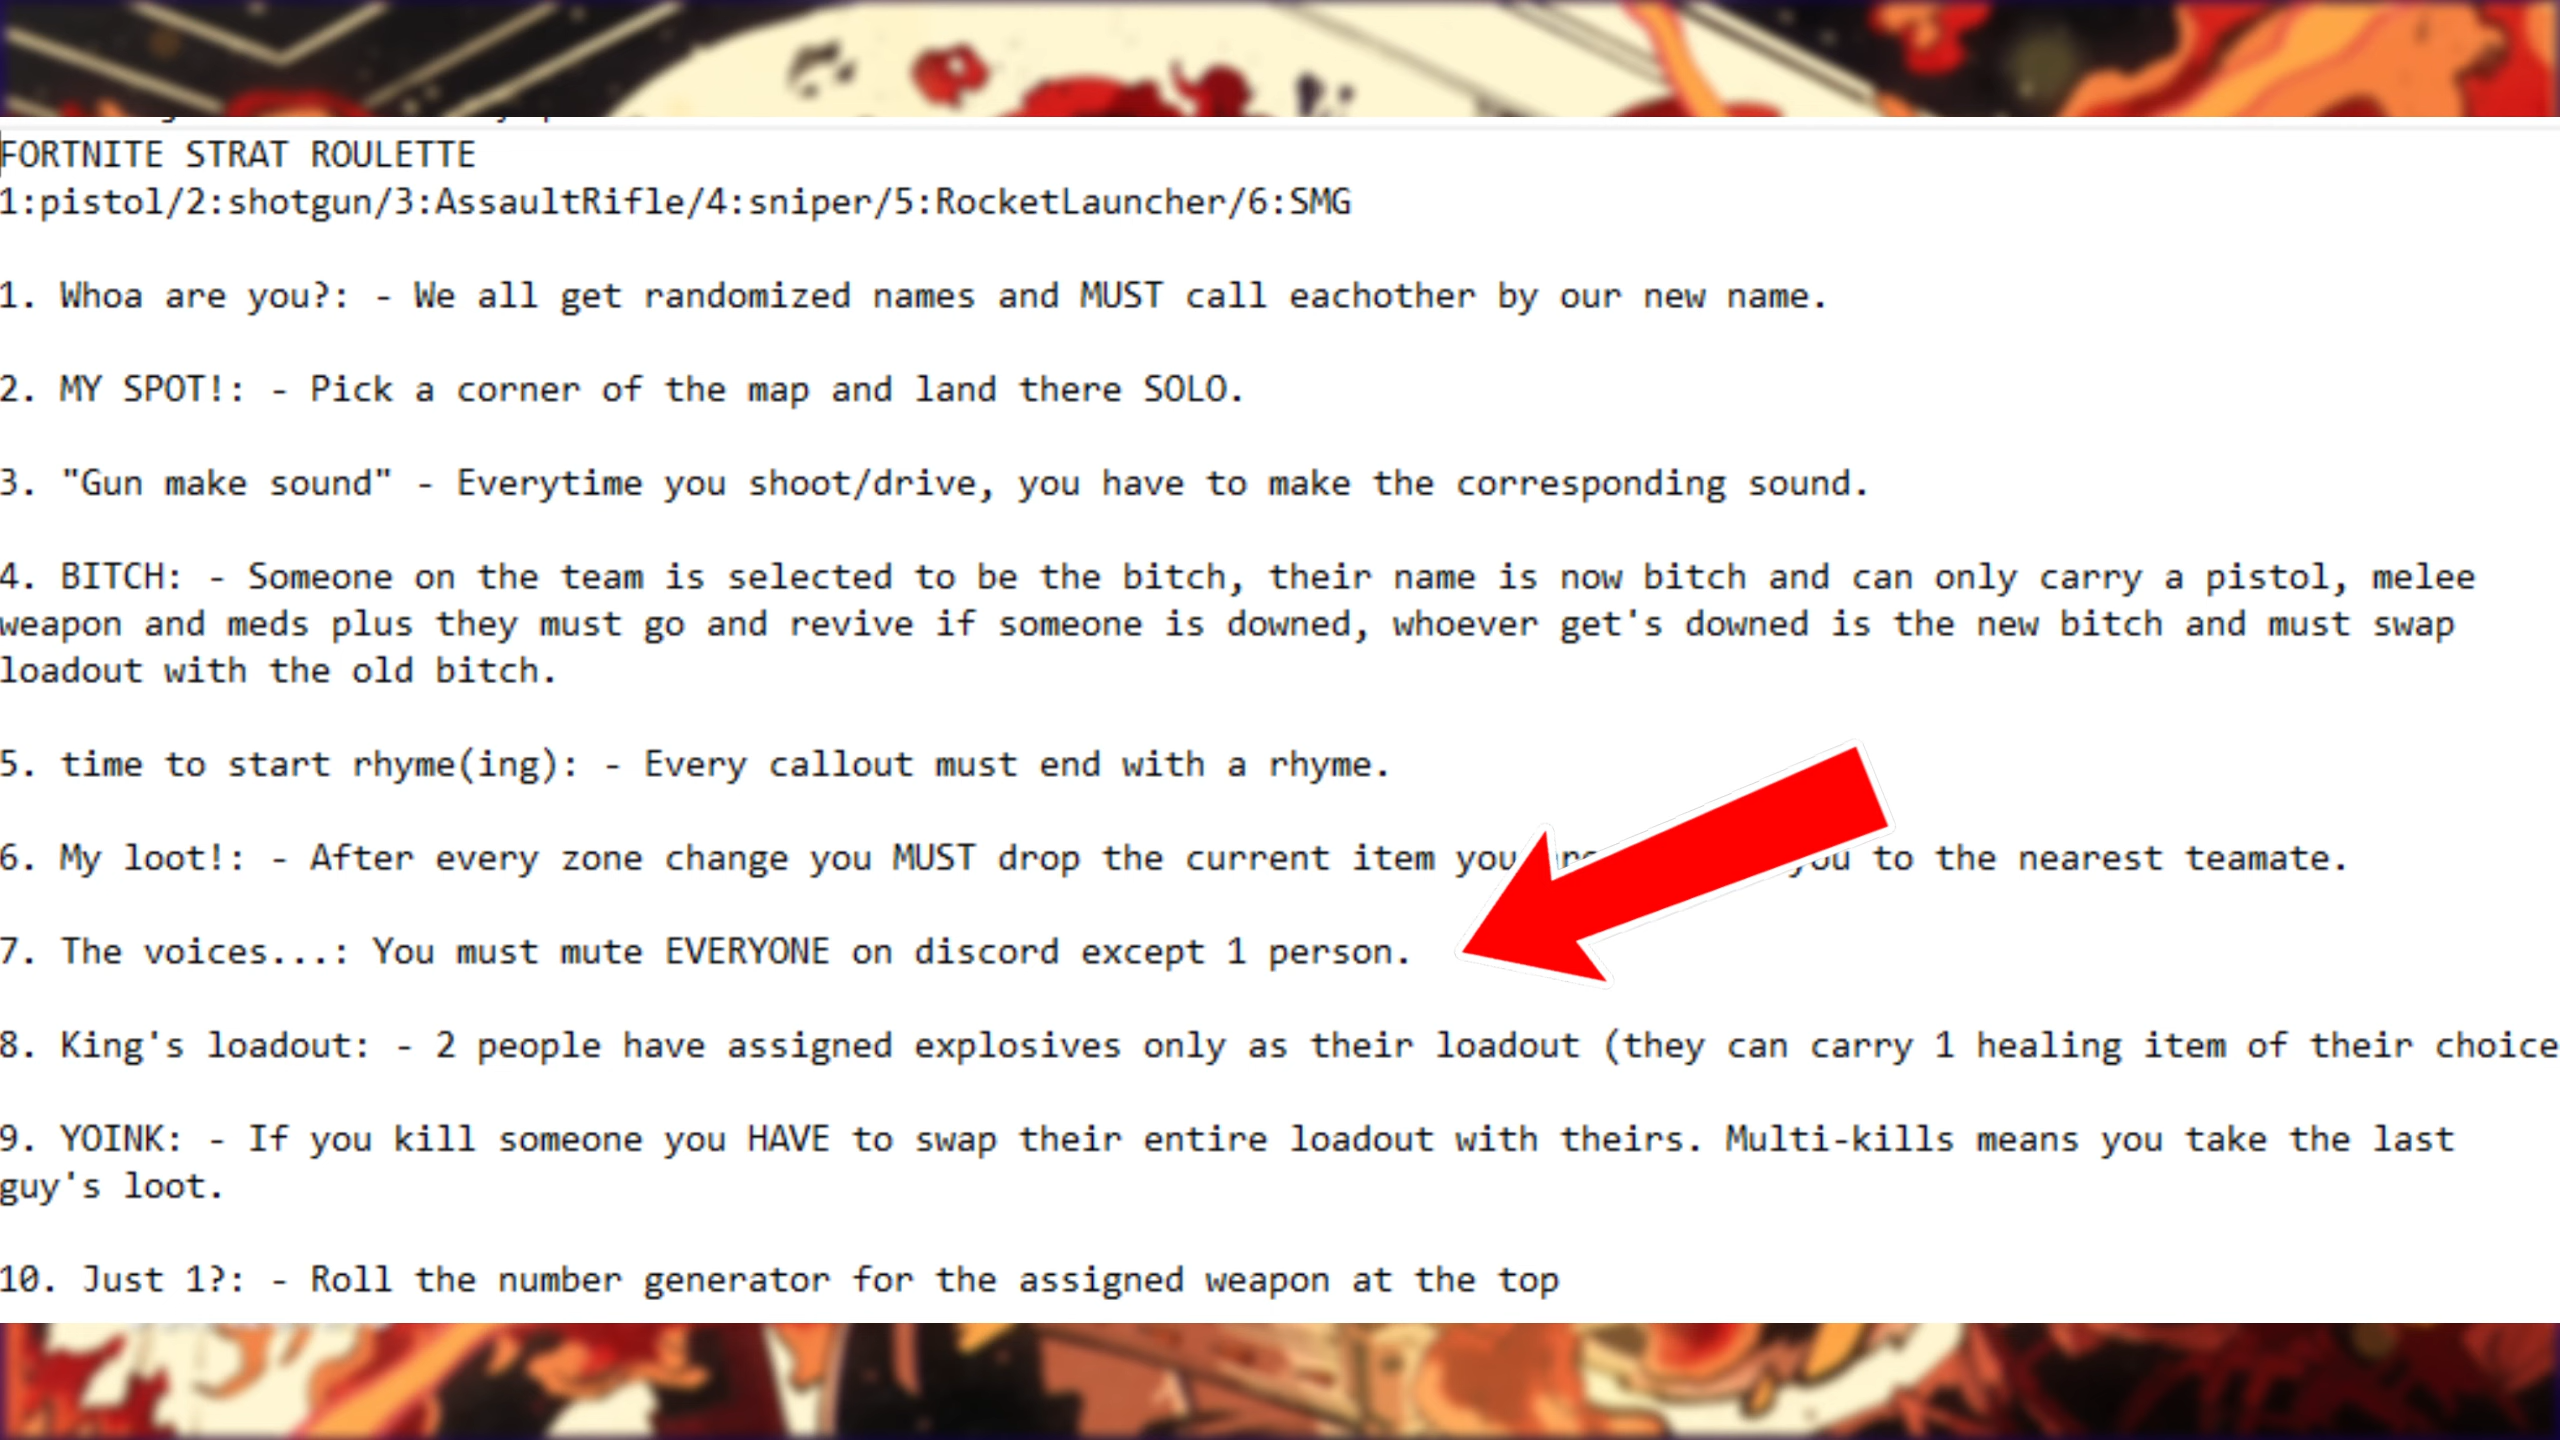 FORTNITE STRAT ROULETTE
1:pistol/2:shotgun/3:AssaultRifle/4:sniper/5:RocketLauncher/6:SMG
1. Whoa are you?: - We all get randomized names and MUST call eachother by our new name.
2. MY SPOT!: - Pick a corner of the map and land there SOLO.
3. "Gun make sound" - Everytime you shoot/drive, you have to make the corresponding sound.
4. BITCH: - Someone on the team is selected to be the bitch, their name is now bitch and can only carry a pistol, melee
weapon and meds plus they must go and revive if someone is downed, whoever get's downed is the new bitch and must swap
loadout with the old bitch.
5. time to start rhyme(ing): - Every callout must end with a rhyme.
6. My loot!: - After every zone change you MUST drop the current item you to the nearest teamate.
7. The voices...: You must mute EVERYONE on discord except 1 person.
8. King's loadout: - 2 people have assigned explosives only as their loadout (they can carry 1 healing item of their choice
9. YOINK: - If you kill someone you HAVE to swap their entire loadout with theirs. Multi-kills means you take the last
guy's loot.
10. Just 1?: - Roll the number generator for the assigned weapon at the top